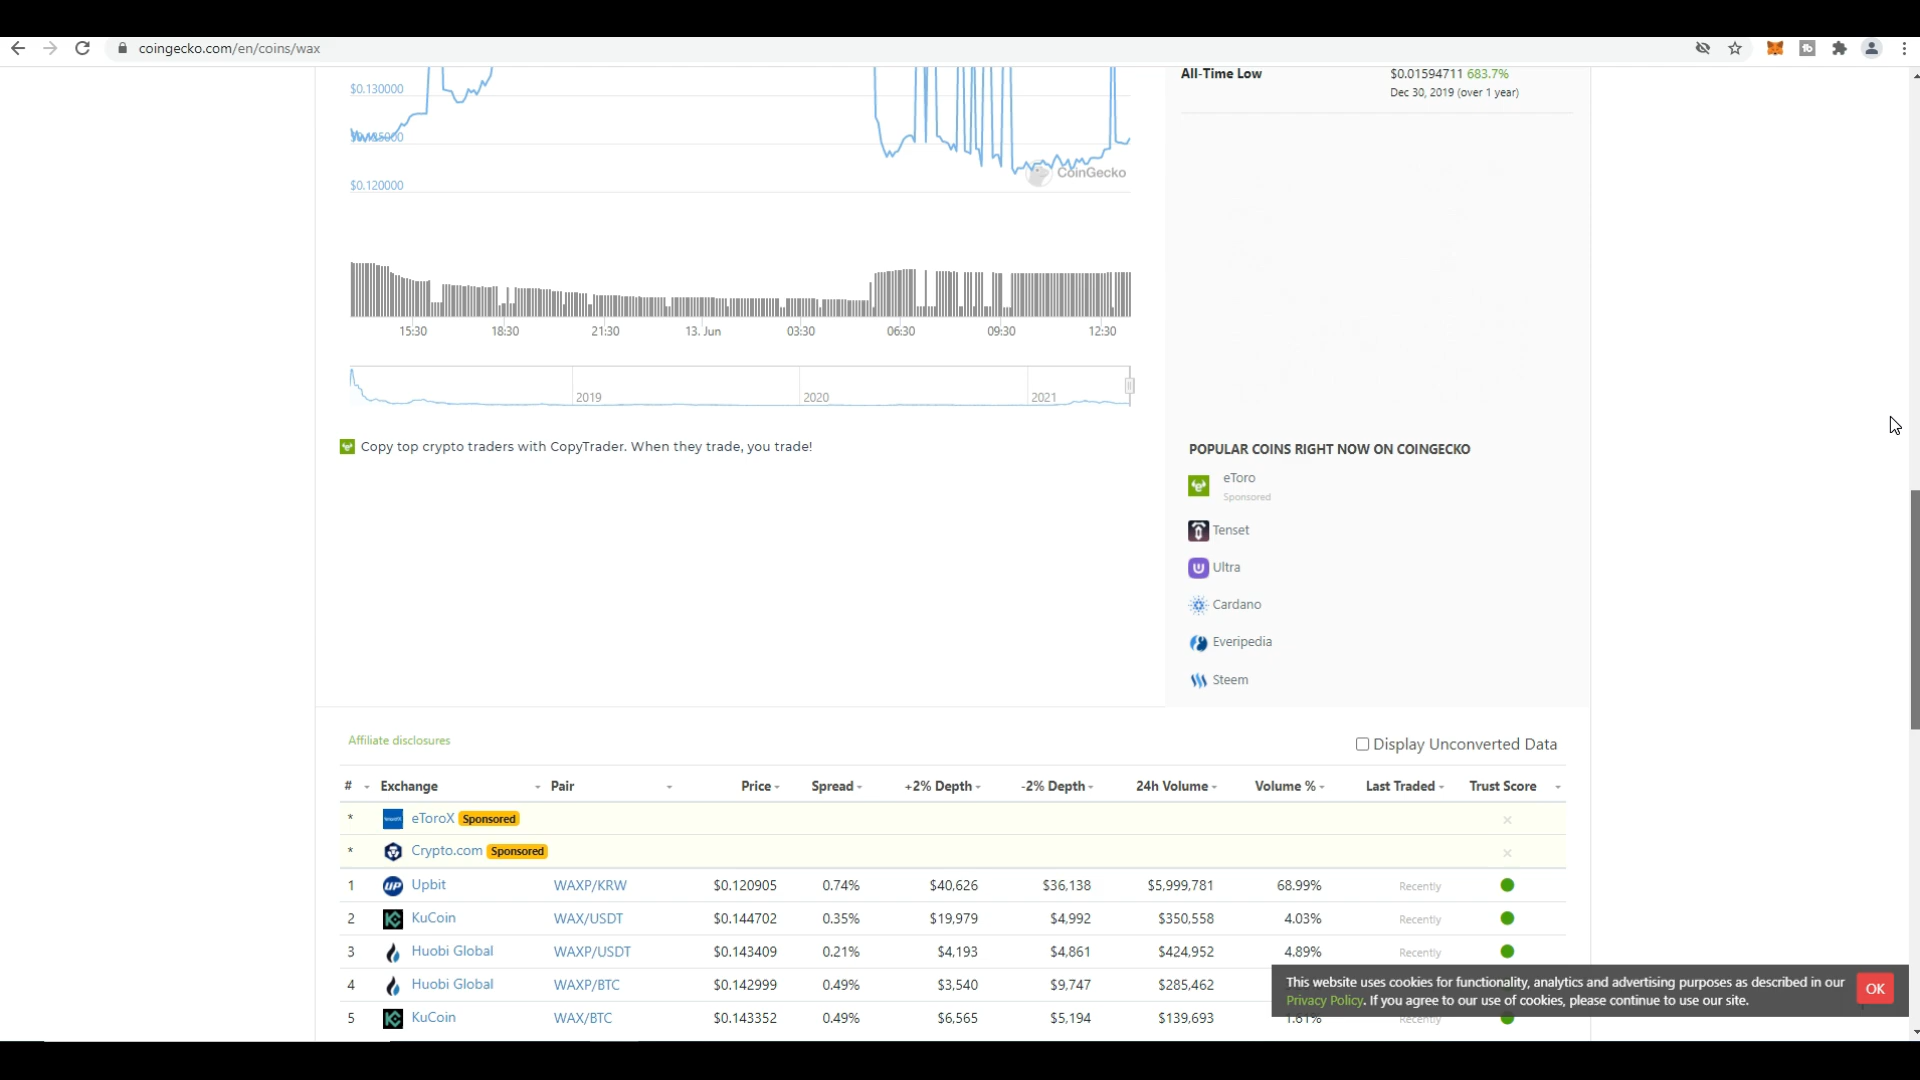 coingecko.com/en/coins/wax
All-Time Low $0.01594711 683.7%
Dec 30, 2019 (over 1 year)
$0.130000
$0.120000
CoinGecko
15:30 18:30 21:30 13. Jun 03:30 06:30 09:30 12:30
2019 2020 2021
Copy top crypto traders with CopyTrader. When they trade, you trade!
POPULAR COINS RIGHT NOW ON COINGECKO
eToro
Sponsored
Tenset
Ultra
Cardano
Everipedia
Steem
Affiliate disclosures
Display Unconverted Data
# Exchange Pair Price Spread +2% Depth -2% Depth 24h Volume Volume % Last Traded Trust Score
* eToroX Sponsored
* Crypto.com Sponsored
1 UP Upbit WAXP/KRW $0.120905 0.74% $40,626 $36,138 $5,999,781 68.99% Recently
2 KuCoin WAX/USDT $0.144702 0.35% $19,979 $4,992 $350,558 4.03% Recently
3 Huobi Global WAXP/USDT $0.143409 0.21% $4,193 $4,861 $424,952 4.89% Recently
4 Huobi Global WAXP/BTC $0.142999 0.49% $3,540 $9,747 $285,462
5 KuCoin WAX/BTC $0.143352 0.49% $6,565 $5,194 $139,693 1.61% Recently
This website uses cookies for functionality, analytics and advertising purposes as described in our
Privacy Policy. If you agree to our use of cookies, please continue to use our site.
OK